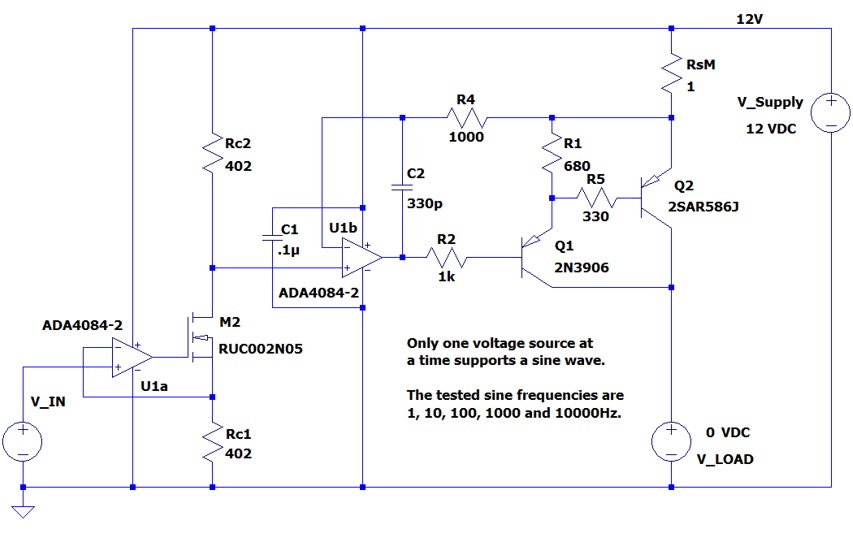 12V
RsM
1
V_Supply
12 VDC
R4
1000
Rc2
402
R1
680
C2
330p
R5
330
Q2
2SAR586J
C1
.1µ
U1b
R2
1k
Q1
2N3906
ADA4084-2
ADA4084-2
M2
RUC002N05
U1a
Only one voltage source at
a time supports a sine wave.
The tested sine frequencies are
1, 10, 100, 1000 and 10000Hz.
V_IN
Rc1
402
0 VDC
V_LOAD